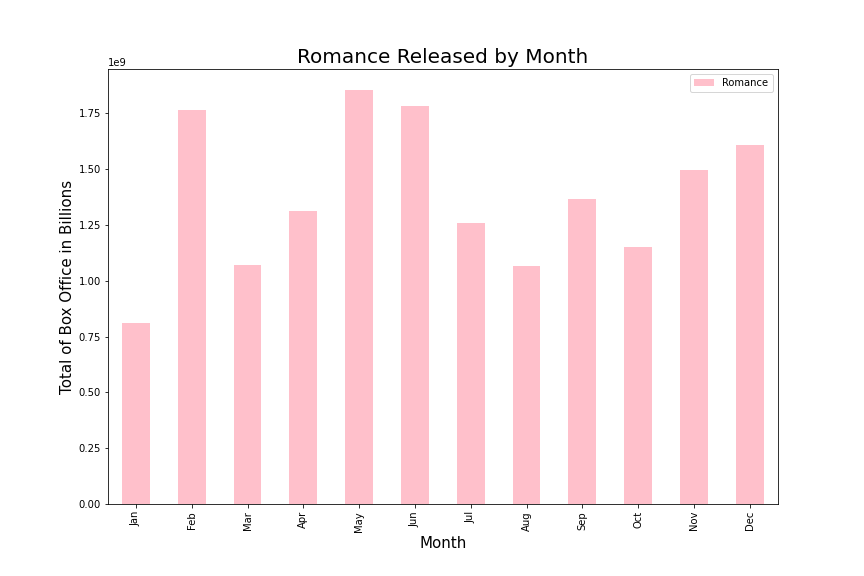 Romance Released by Month
1e9
Romance
1.75
1.50
1.25
1.00
0.75
0.50
0.25
0.00
Total of Box Office in Billions
Jan
Feb
Mar
Apr
May
Jun
Jul
Aug
Sep
Oct
Nov
Dec
Month